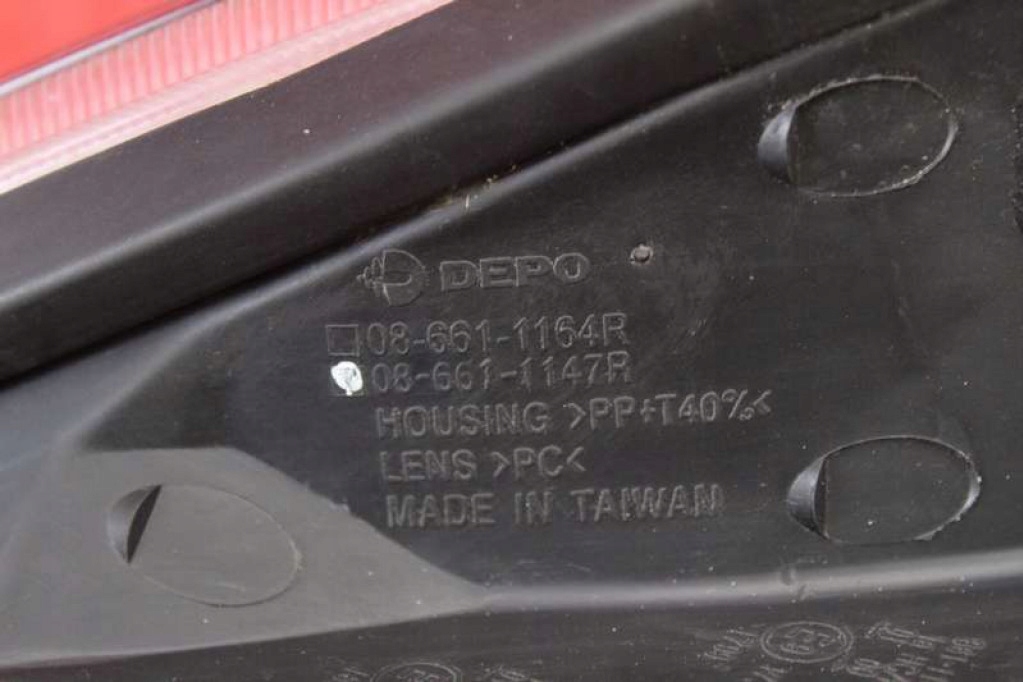 DEPO
08-661-1164R
08-661-1147R
HOUSING >PP+T40%<
LENS >PC<
MADE IN TAIWAN